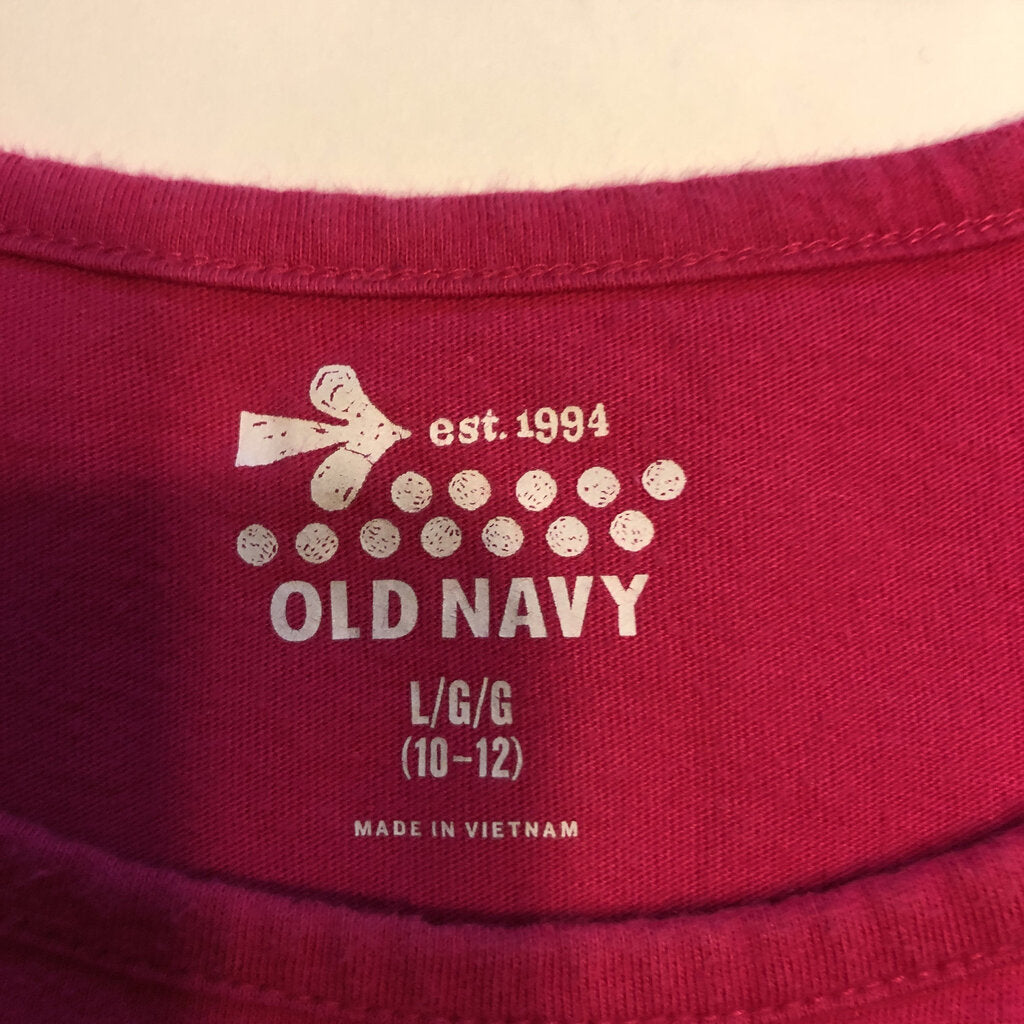 est. 1994
OLD NAVY
L/G/G
(10-12)
MADE IN VIETNAM